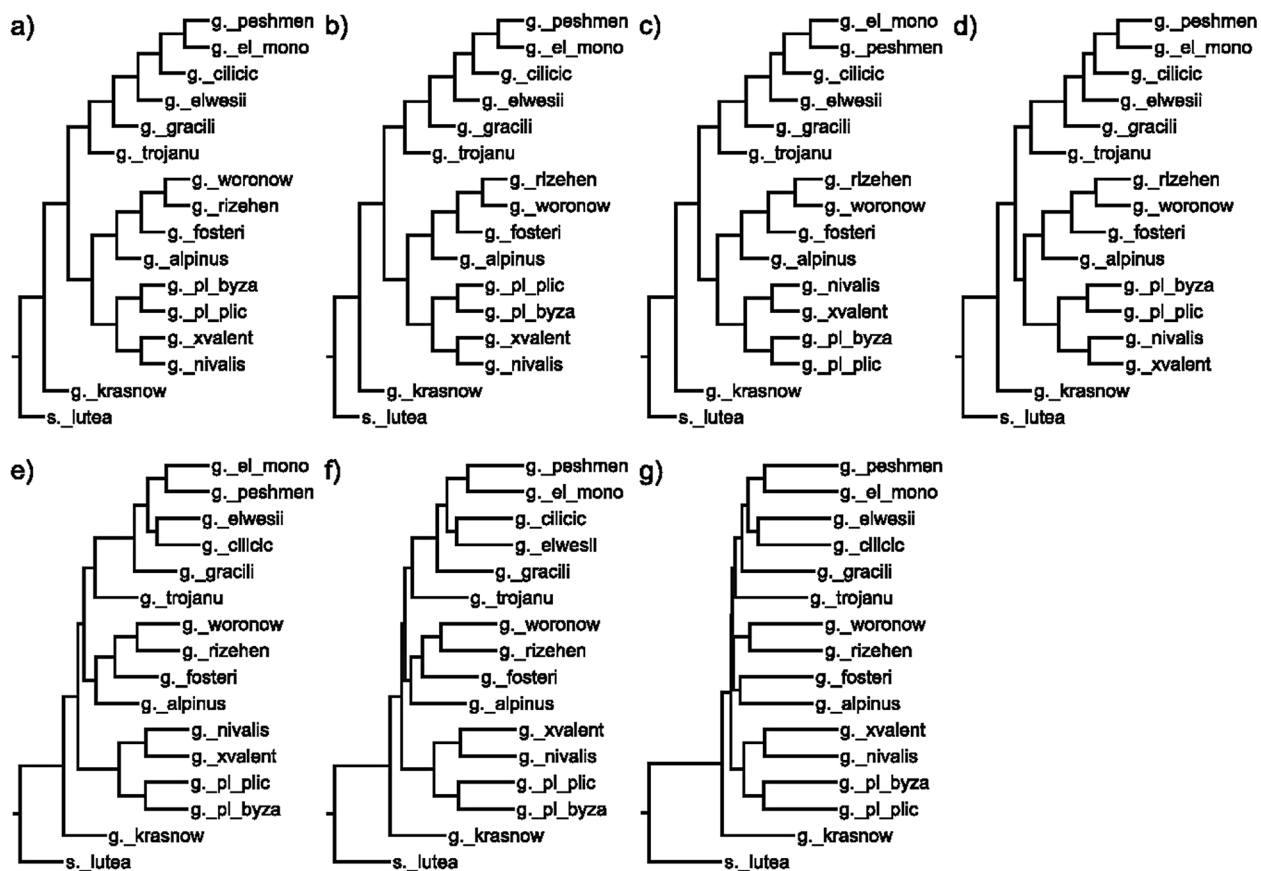 a)
g._peshmen
g._el_mono
g._cilicic
g._elwesii
g._gracili
g._trojanu
g._woronow
g._rizehen
g._fosteri
g._alpinus
g._pl_byza
g._pl_plic
g._xvalent
g._nivalis
g._krasnow
s._lutea
b)
g._peshmen
g._el_mono
g._cilicic
g._elwesii
g._gracili
g._trojanu
g._rizehen
g._woronow
g._fosteri
g._alpinus
g._pl_plic
g._pl_byza
g._xvalent
g._nivalis
g._krasnow
s._lutea
c)
g._el_mono
g._peshmen
g._cilicic
g._elwesii
g._gracili
g._trojanu
g._rizehen
g._woronow
g._fosteri
g._alpinus
g._nivalis
g._xvalent
g._pl_byza
g._pl_plic
g._krasnow
s._lutea
d)
g._peshmen
g._el_mono
g._cilicic
g._elwesii
g._gracili
g._trojanu
g._rizehen
g._woronow
g._fosteri
g._alpinus
g._pl_byza
g._pl_plic
g._nivalis
g._xvalent
g._krasnow
s._lutea
e)
g._el_mono
g._peshmen
g._elwesii
g._cilicic
g._gracili
g._trojanu
g._woronow
g._rizehen
g._fosteri
g._alpinus
g._nivalis
g._xvalent
g._pl_plic
g._pl_byza
g._krasnow
s._lutea
f)
g._peshmen
g._el_mono
g._cilicic
g._elwesii
g._gracili
g._trojanu
g._woronow
g._rizehen
g._fosteri
g._alpinus
g._xvalent
g._nivalis
g._pl_plic
g._pl_byza
g._krasnow
s._lutea
g)
g._peshmen
g._el_mono
g._elwesii
g._cilicic
g._gracili
g._trojanu
g._woronow
g._rizehen
g._fosteri
g._alpinus
g._xvalent
g._nivalis
g._pl_byza
g._pl_plic
g._krasnow
s._lutea